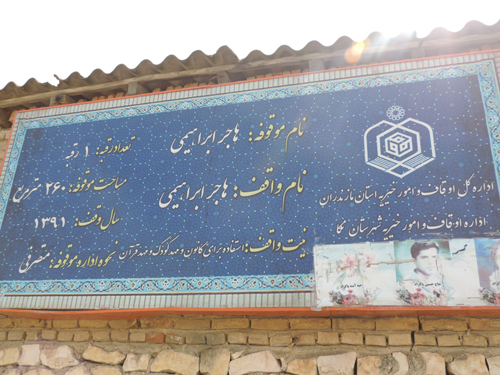 نام موقوفه: هاجر ابراهیمی
تعداد رقبه: ۱ رقبه
نام واقف: هاجر ابراهیمی
مساحت موقوفه: ۲۶۰ متر مربع
سال وقف: ۱۳۹۱
نیت واقف: استفاده برای کانون و مهد کودک و مهد قرآن
نحوه اداره موقوفه: متصرفی
اداره کل اوقاف و امور خیریه استان مازندران
اداره اوقاف و امور خیریه شهرستان نکا